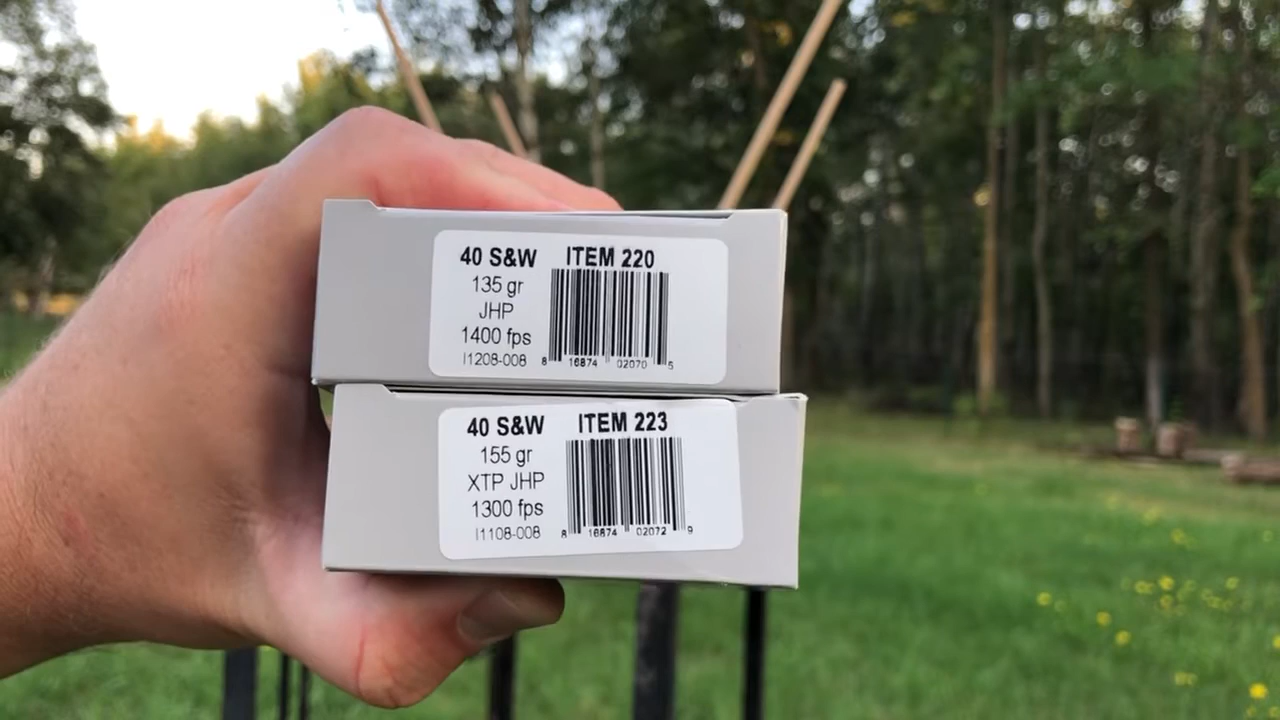 40 S&W ITEM 220
135 gr
JHP
1400 fps
I1208-008
8 16874 02070 5
40 S&W ITEM 223
155 gr
XTP JHP
1300 fps
I1108-008
8 16874 02072 9